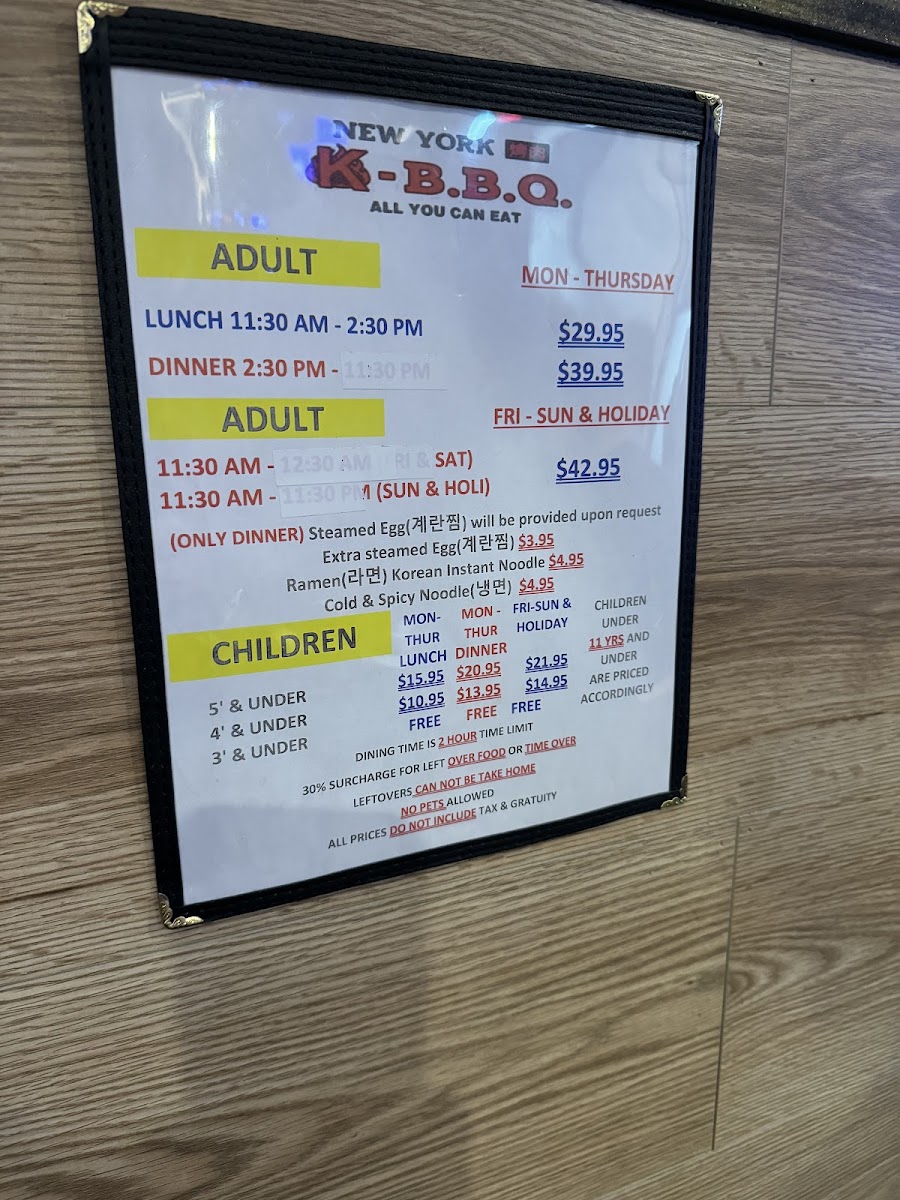 NEW YORK
K-B.B.Q.
ALL YOU CAN EAT
ADULT
MON - THURSDAY
LUNCH 11:30 AM - 2:30 PM $29.95
DINNER 2:30 PM - 11:30 PM $39.95
ADULT
FRI - SUN & HOLIDAY
11:30 AM - 12:30 AM (FRI & SAT)
$42.95
11:30 AM - 11:30 PM (SUN & HOLI)
(ONLY DINNER) Steamed Egg(계란찜) will be provided upon request
Extra steamed Egg(계란찜) $3.95
Ramen(라면) Korean Instant Noodle $4.95
Cold & Spicy Noodle(냉면) $4.95
CHILDREN
MON-
THUR
LUNCH
MON -
THUR
DINNER
FRI-SUN &
HOLIDAY
CHILDREN
UNDER
11 YRS AND
UNDER
ARE PRICED
ACCORDINGLY
5' & UNDER $15.95 $20.95 $21.95
4' & UNDER $10.95 $13.95 $14.95
3' & UNDER FREE FREE FREE
DINING TIME IS 2 HOUR TIME LIMIT
30% SURCHARGE FOR LEFT OVER FOOD OR TIME OVER
LEFTOVERS CAN NOT BE TAKE HOME
NO PETS ALLOWED
ALL PRICES DO NOT INCLUDE TAX & GRATUITY